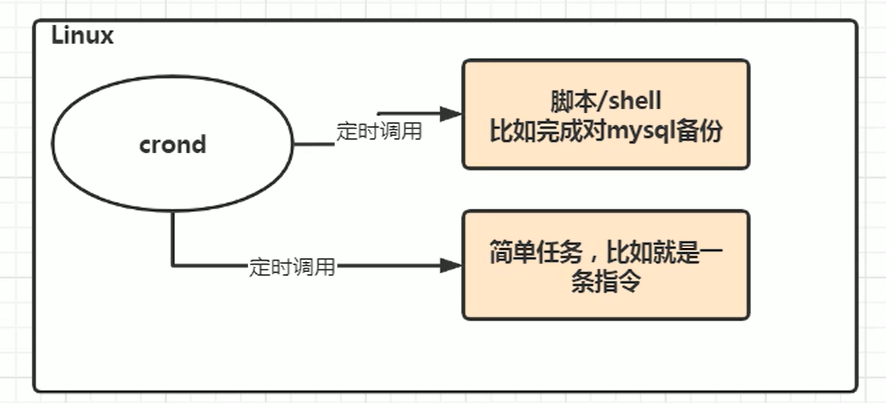 Linux
crond
定时调用
脚本/shell
比如完成对mysql备份
定时调用
简单任务，比如就是一
条指令